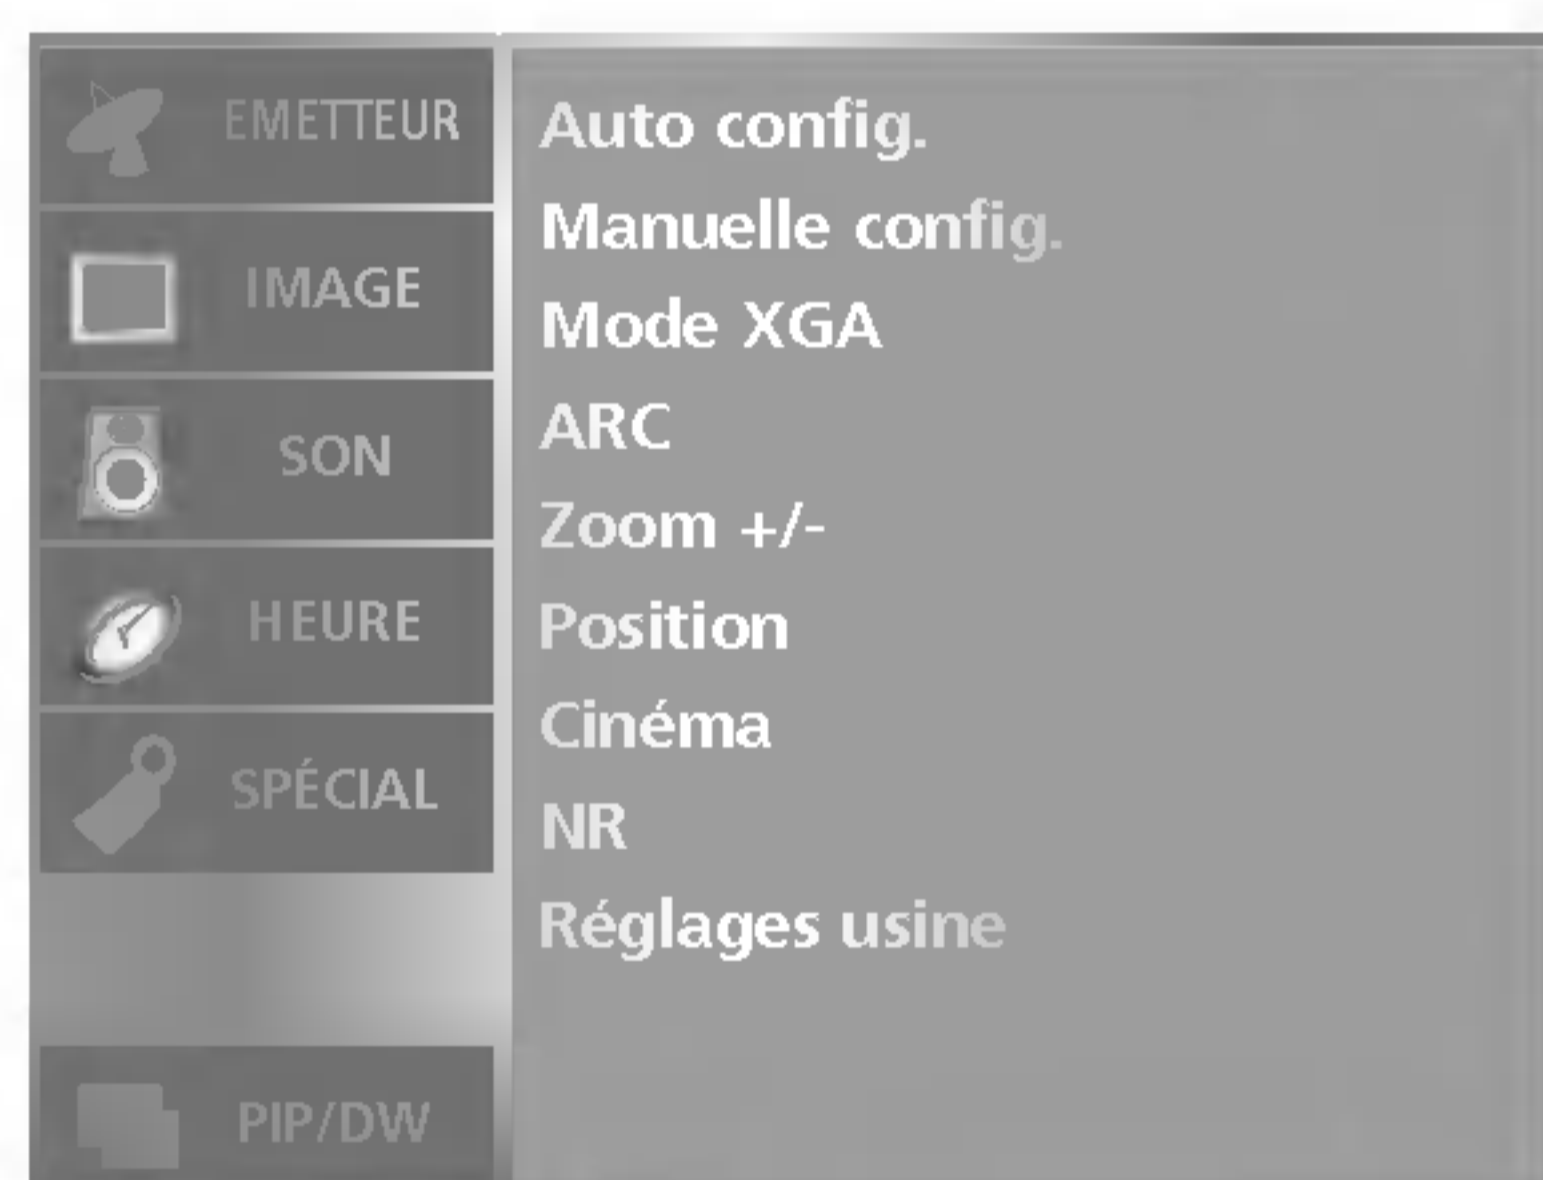 EMETTEUR
IMAGE
SON
HEURE
SPÉCIAL
PIP/DW
Auto config.
Manuelle config.
Mode XGA
ARC
Zoom +/-
Position
Cinéma
NR
Réglages usine